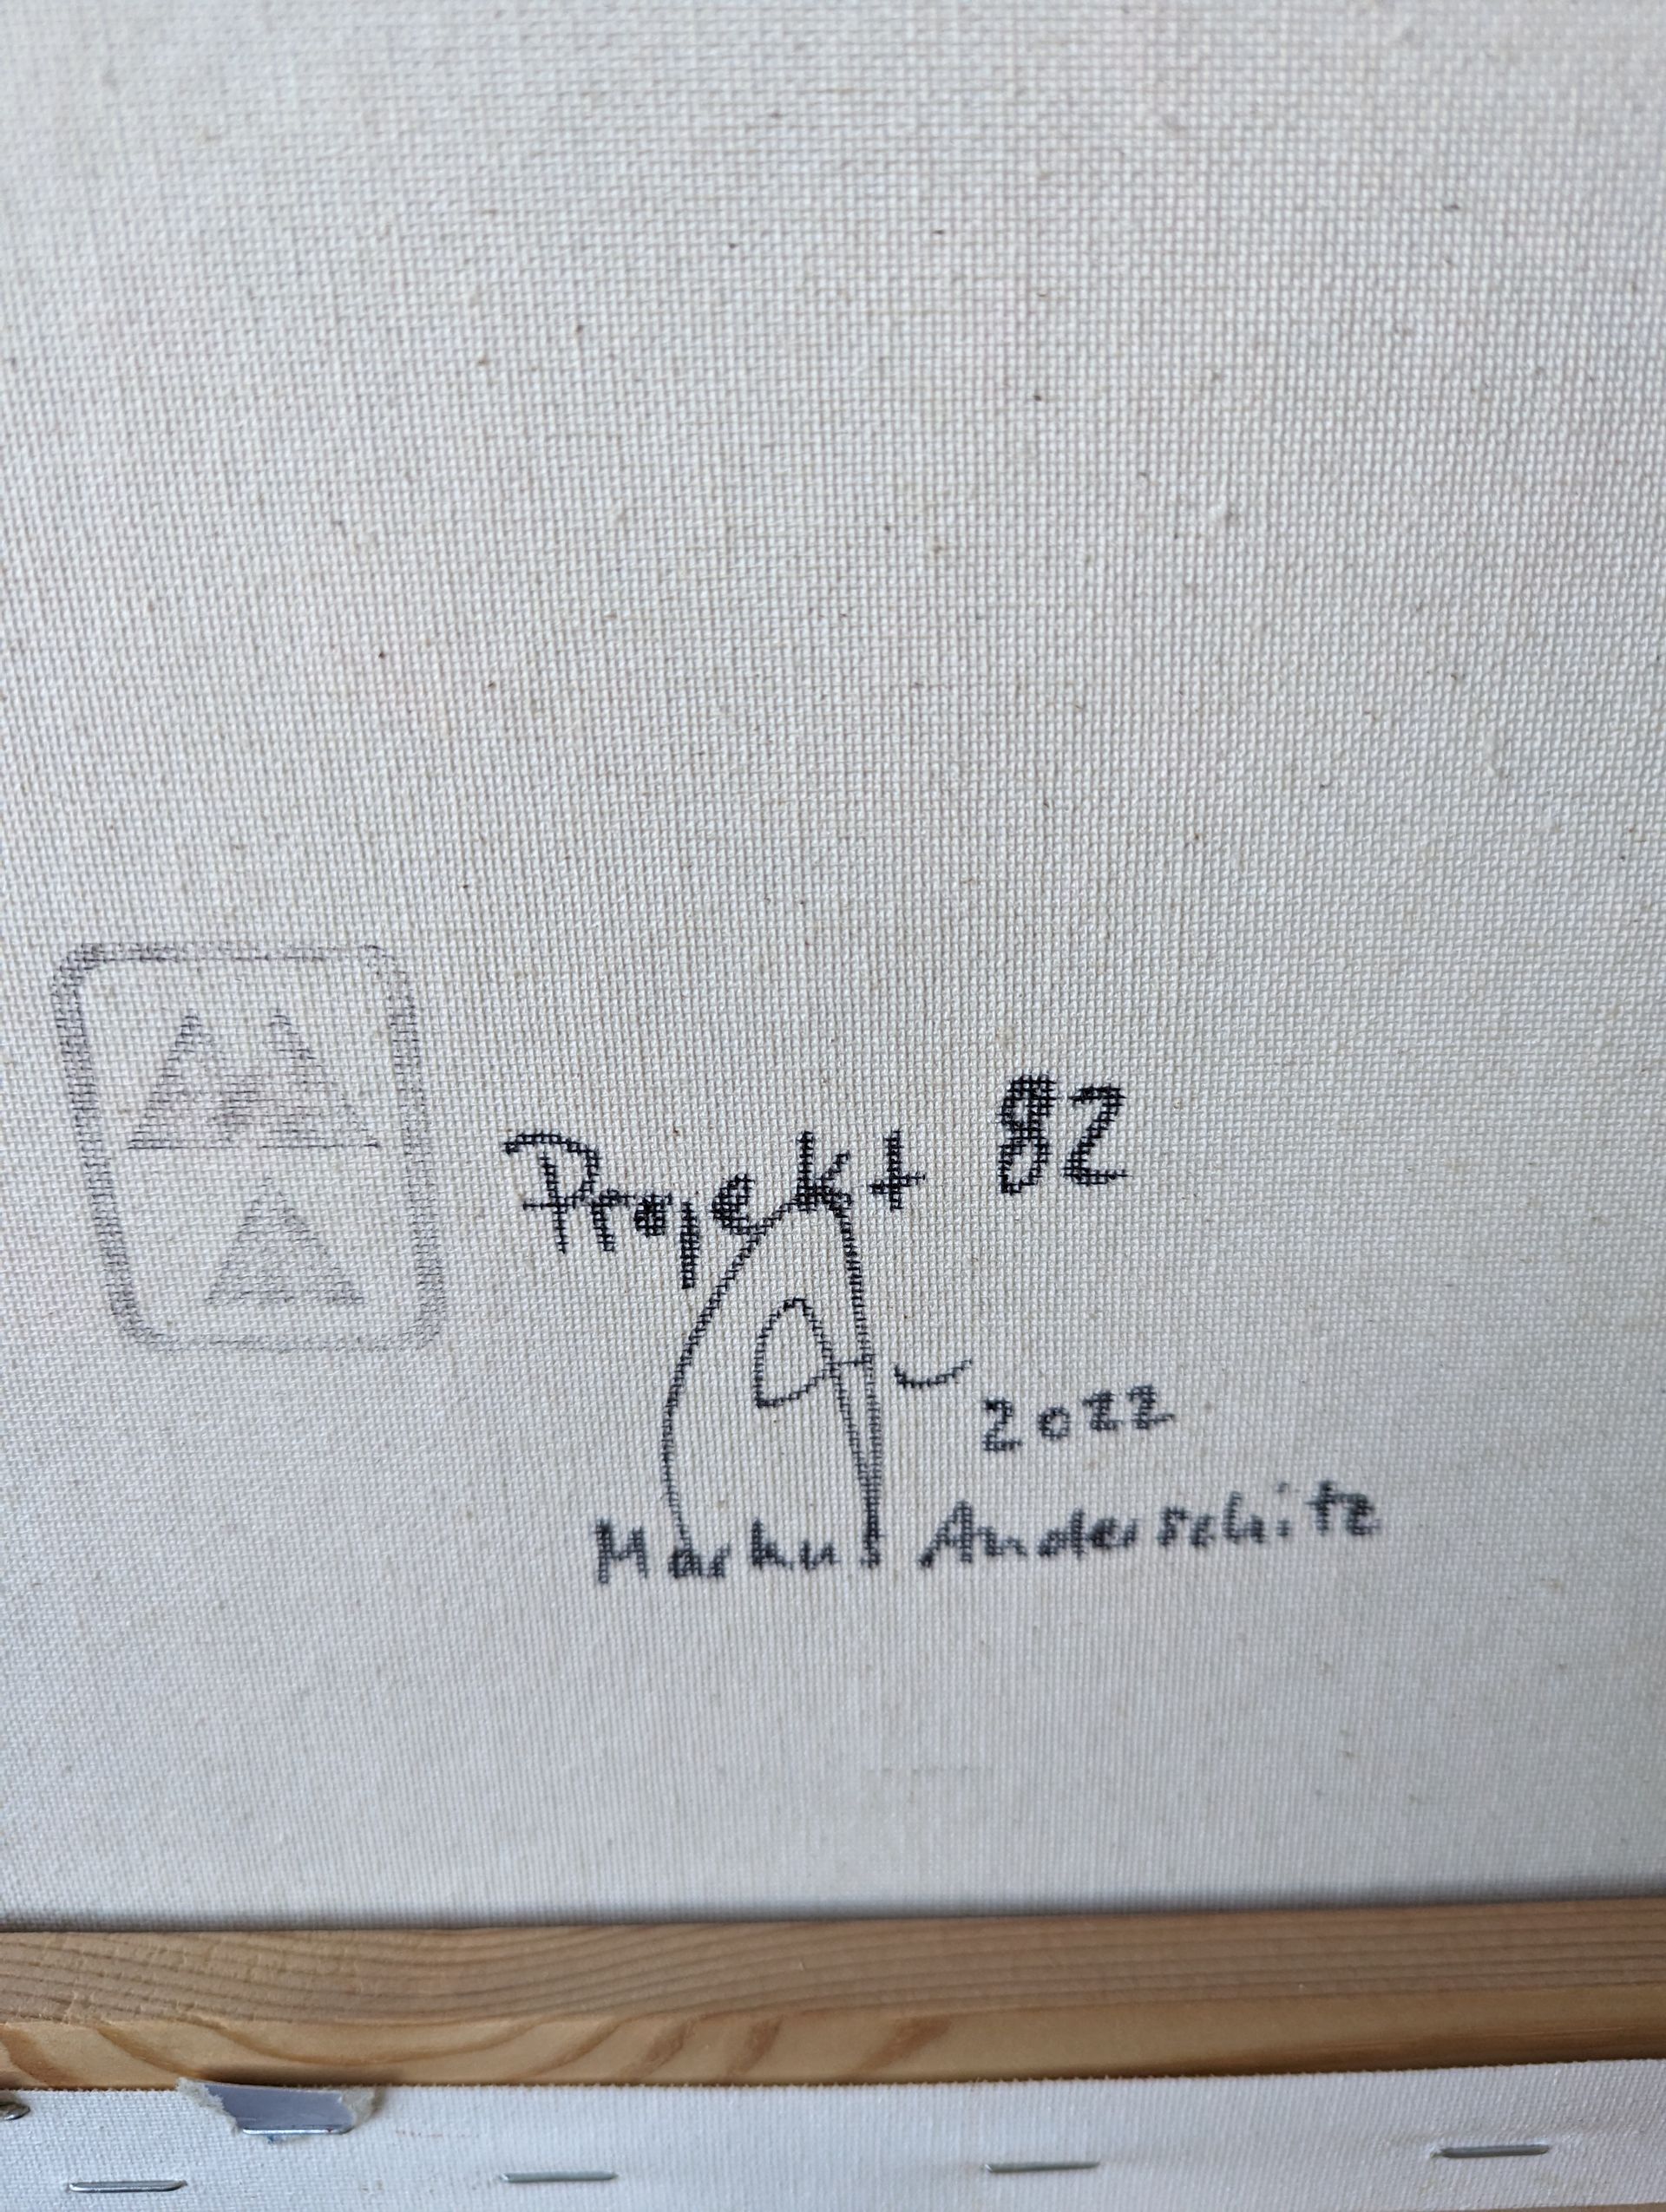 Projekt 82
2022
Markus Anderschitz